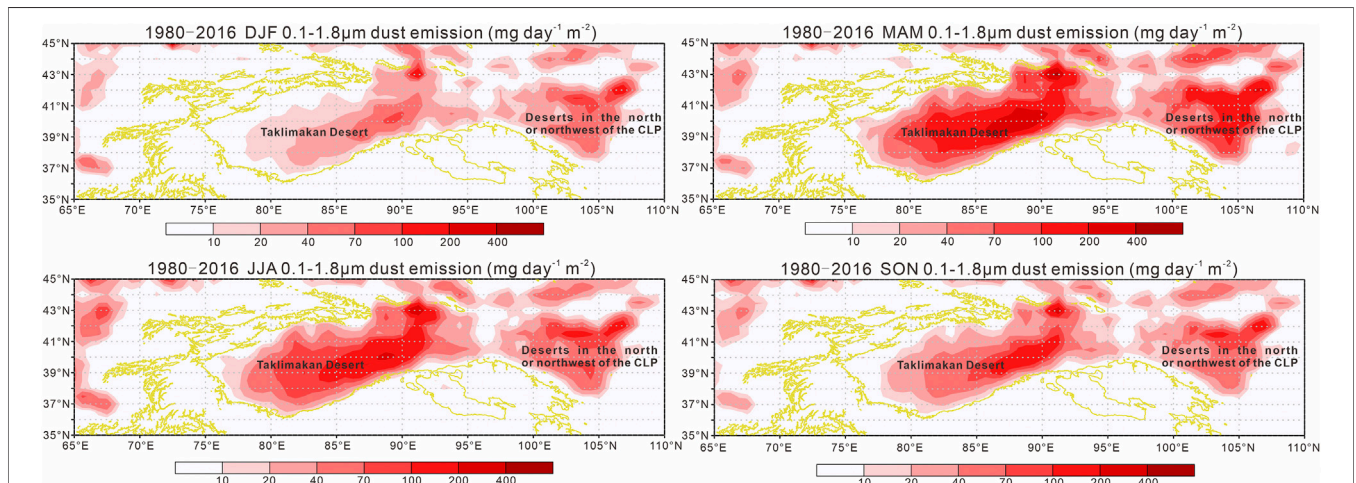 1980-2016 DJF 0.1-1.8μm dust emission (mg day⁻¹ m⁻²)
45°N
43°N
41°N
39°N
37°N
35°N
Taklimakan Desert
Deserts in the north
or northwest of the CLP
65°E 70°E 75°E 80°E 85°E 90°E 95°E 100°E 105°E 110°E
10 20 40 70 100 200 400
1980-2016 MAM 0.1-1.8μm dust emission (mg day⁻¹ m⁻²)
45°N
43°N
41°N
39°N
37°N
35°N
Taklimakan Desert
Deserts in the north
or northwest of the CLP
65°E 70°E 75°E 80°E 85°E 90°E 95°E 100°E 105°E 110°E
10 20 40 70 100 200 400
1980-2016 JJA 0.1-1.8μm dust emission (mg day⁻¹ m⁻²)
45°N
43°N
41°N
39°N
37°N
35°N
Taklimakan Desert
Deserts in the north
or northwest of the CLP
65°E 70°E 75°E 80°E 85°E 90°E 95°E 100°E 105°E 110°E
10 20 40 70 100 200 400
1980-2016 SON 0.1-1.8μm dust emission (mg day⁻¹ m⁻²)
45°N
43°N
41°N
39°N
37°N
35°N
Taklimakan Desert
Deserts in the north
or northwest of the CLP
65°E 70°E 75°E 80°E 85°E 90°E 95°E 100°E 105°E 110°E
10 20 40 70 100 200 400